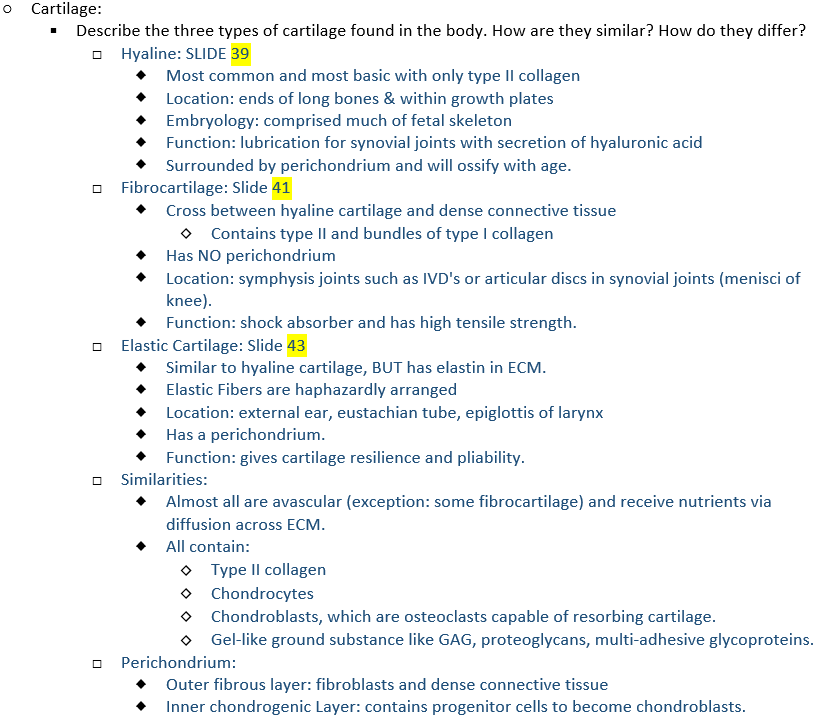 Cartilage:
Describe the three types of cartilage found in the body. How are they similar? How do they differ?
Hyaline: SLIDE 39
Most common and most basic with only type II collagen
Location: ends of long bones & within growth plates
Embryology: comprised much of fetal skeleton
Function: lubrication for synovial joints with secretion of hyaluronic acid
Surrounded by perichondrium and will ossify with age.
Fibrocartilage: Slide 41
Cross between hyaline cartilage and dense connective tissue
Contains type II and bundles of type I collagen
Has NO perichondrium
Location: symphysis joints such as IVD's or articular discs in synovial joints (menisci of
knee).
Function: shock absorber and has high tensile strength.
Elastic Cartilage: Slide 43
Similar to hyaline cartilage, BUT has elastin in ECM.
Elastic Fibers are haphazardly arranged
Location: external ear, eustachian tube, epiglottis of larynx
Has a perichondrium.
Function: gives cartilage resilience and pliability.
Similarities:
Almost all are avascular (exception: some fibrocartilage) and receive nutrients via
diffusion across ECM.
All contain:
Type II collagen
Chondrocytes
Chondroblasts, which are osteoclasts capable of resorbing cartilage.
Gel-like ground substance like GAG, proteoglycans, multi-adhesive glycoproteins.
Perichondrium:
Outer fibrous layer: fibroblasts and dense connective tissue
Inner chondrogenic Layer: contains progenitor cells to become chondroblasts.